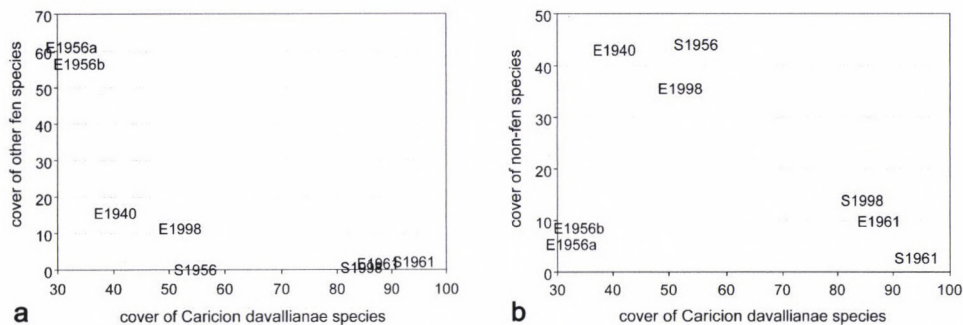 70
60
50
40
30
20
10
0
cover of other fen species
E1956a
E1956b
E1940
E1998
S1956
S1998
E1961
S1961
30 40 50 60 70 80 90 100
a cover of Caricion davallianae species
50
40
30
20
10
0
cover of non-fen species
E1940
S1956
E1998
S1998
E1961
S1961
E1956b
E1956a
30 40 50 60 70 80 90 100
b cover of Caricion davallianae species